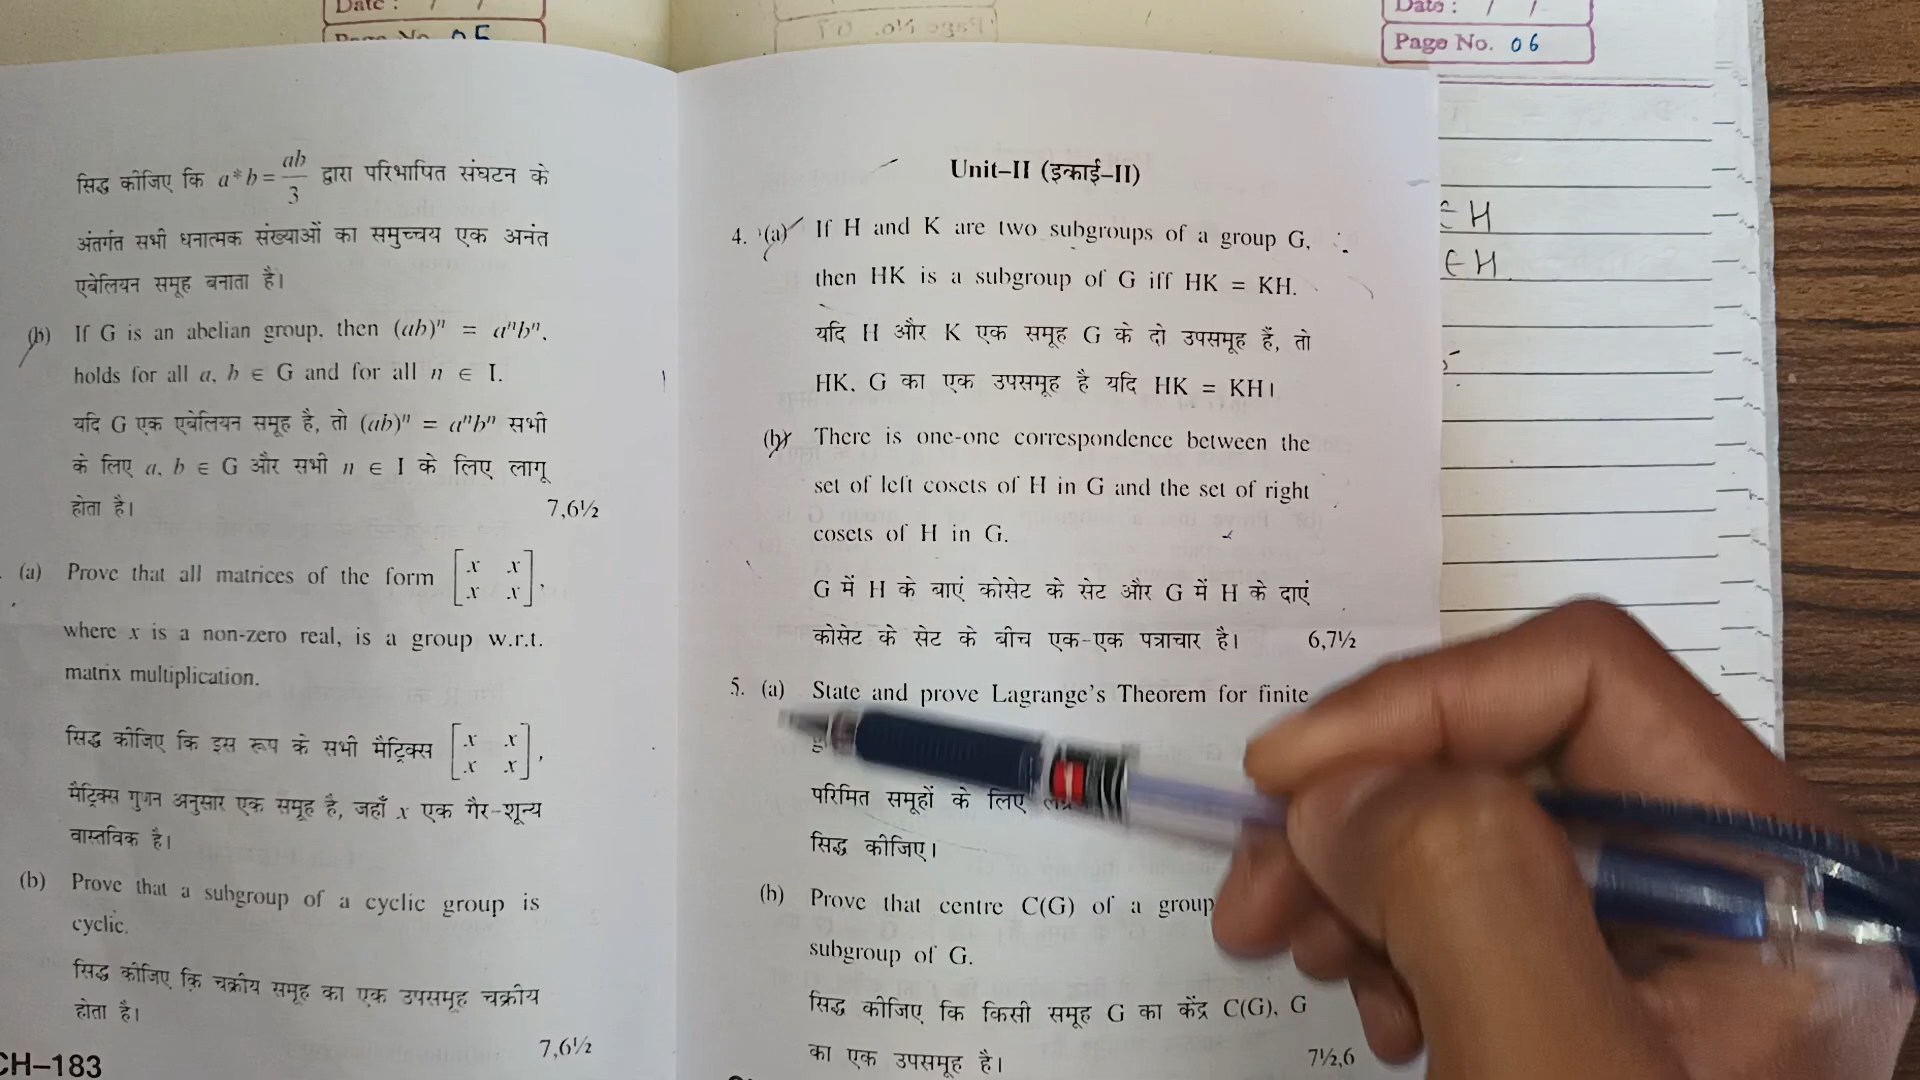 Date : / /
Page No. 05
Page No. 07
Date : / /
Page No. 06
सिद्ध कीजिए कि a*b = ab/3 द्वारा परिभाषित संघटन के
अंतर्गत सभी धनात्मक संख्याओं का समुच्चय एक अनंत
एबेलियन समूह बनाता है।
(b) If G is an abelian group, then (ab)ⁿ = aⁿbⁿ,
holds for all a, b ∈ G and for all n ∈ I.
यदि G एक एबेलियन समूह है, तो (ab)ⁿ = aⁿbⁿ सभी
के लिए a, b ∈ G और सभी n ∈ I के लिए लागू
होता है। 7,6½
(a) Prove that all matrices of the form [x x; x x],
where x is a non-zero real, is a group w.r.t.
matrix multiplication.
सिद्ध कीजिए कि इस रूप के सभी मैट्रिक्स [x x; x x],
मैट्रिक्स गुणन अनुसार एक समूह है, जहाँ x एक गैर-शून्य
वास्तविक है।
(b) Prove that a subgroup of a cyclic group is
cyclic.
सिद्ध कीजिए कि चक्रीय समूह का एक उपसमूह चक्रीय
होता है।
7,6½
CH–183
Unit–II (इकाई–II)
4. (a) If H and K are two subgroups of a group G,
then HK is a subgroup of G iff HK = KH.
यदि H और K एक समूह G के दो उपसमूह हैं, तो
HK, G का एक उपसमूह है यदि HK = KH।
(b) There is one-one correspondence between the
set of left cosets of H in G and the set of right
cosets of H in G.
G में H के बाएं कोसेट के सेट और G में H के दाएं
कोसेट के सेट के बीच एक-एक पत्राचार है। 6,7½
5. (a) State and prove Lagrange's Theorem for finite
परिमित समूहों के लिए
सिद्ध कीजिए।
(b) Prove that centre C(G) of a group
subgroup of G.
सिद्ध कीजिए कि किसी समूह G का केंद्र C(G), G
का एक उपसमूह है। 7½,6
∈ H
∈ H